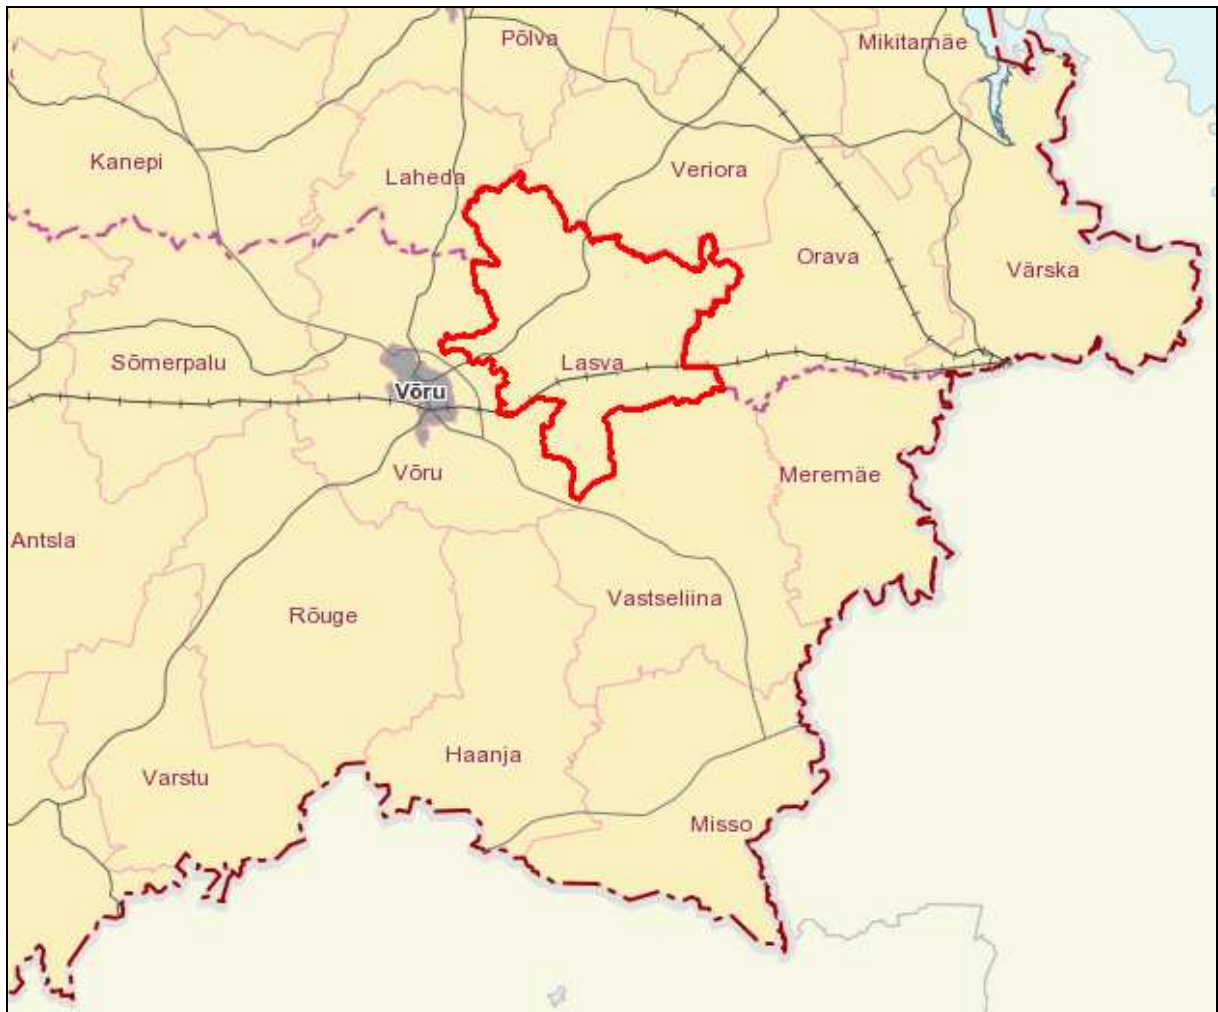 Põlva
Mikitamäe
Kanepi
Laheda
Veriora
Orava
Värska
Sõmerpalu
Lasva
Võru
Võru
Meremäe
Antsla
Vastseliina
Rõuge
Haanja
Varstu
Misso